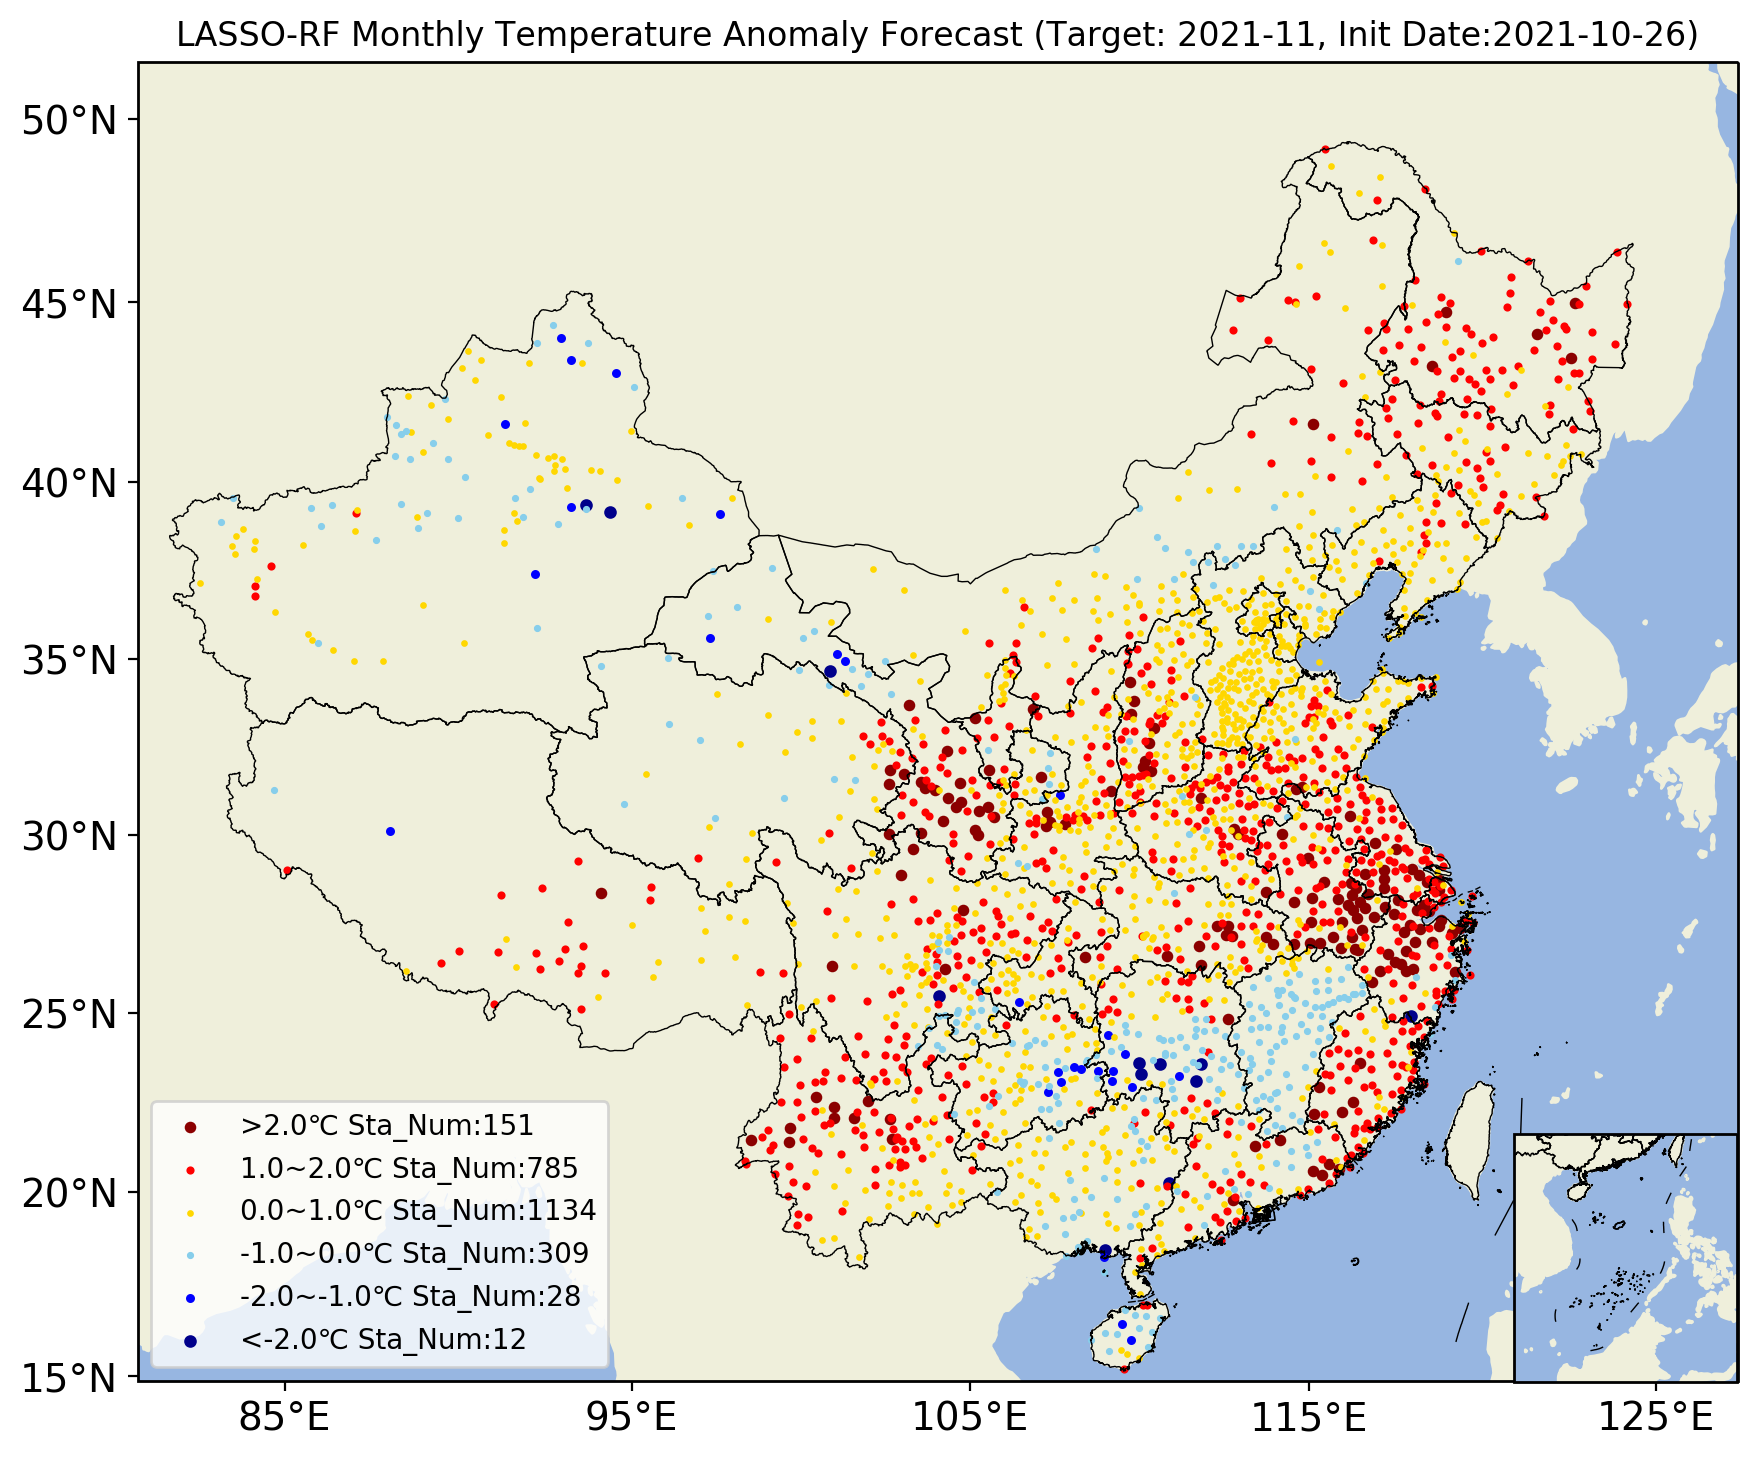 LASSO-RF Monthly Temperature Anomaly Forecast (Target: 2021-11, Init Date:2021-10-26)
50°N
45°N
40°N
35°N
30°N
25°N
20°N
15°N
>2.0℃ Sta_Num:151
1.0~2.0℃ Sta_Num:785
0.0~1.0℃ Sta_Num:1134
-1.0~0.0℃ Sta_Num:309
-2.0~-1.0℃ Sta_Num:28
<-2.0℃ Sta_Num:12
85°E
95°E
105°E
115°E
125°E